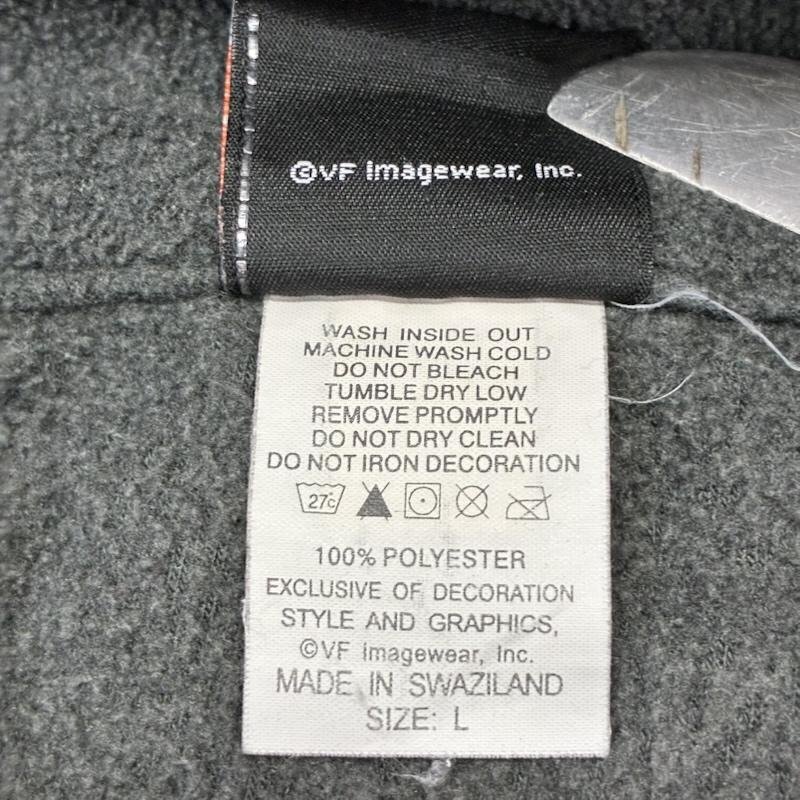 ©VF Imagewear, Inc.
WASH INSIDE OUT
MACHINE WASH COLD
DO NOT BLEACH
TUMBLE DRY LOW
REMOVE PROMPTLY
DO NOT DRY CLEAN
DO NOT IRON DECORATION
27c
100% POLYESTER
EXCLUSIVE OF DECORATION
STYLE AND GRAPHICS,
©VF Imagewear, Inc.
MADE IN SWAZILAND
SIZE: L